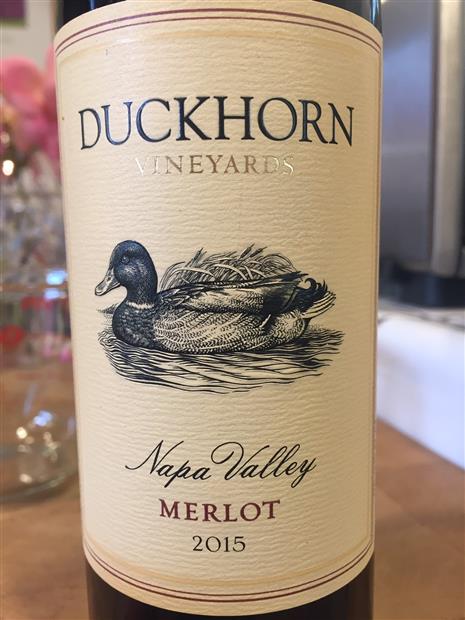 DUCKHORN
VINEYARDS
Napa Valley
MERLOT
2015